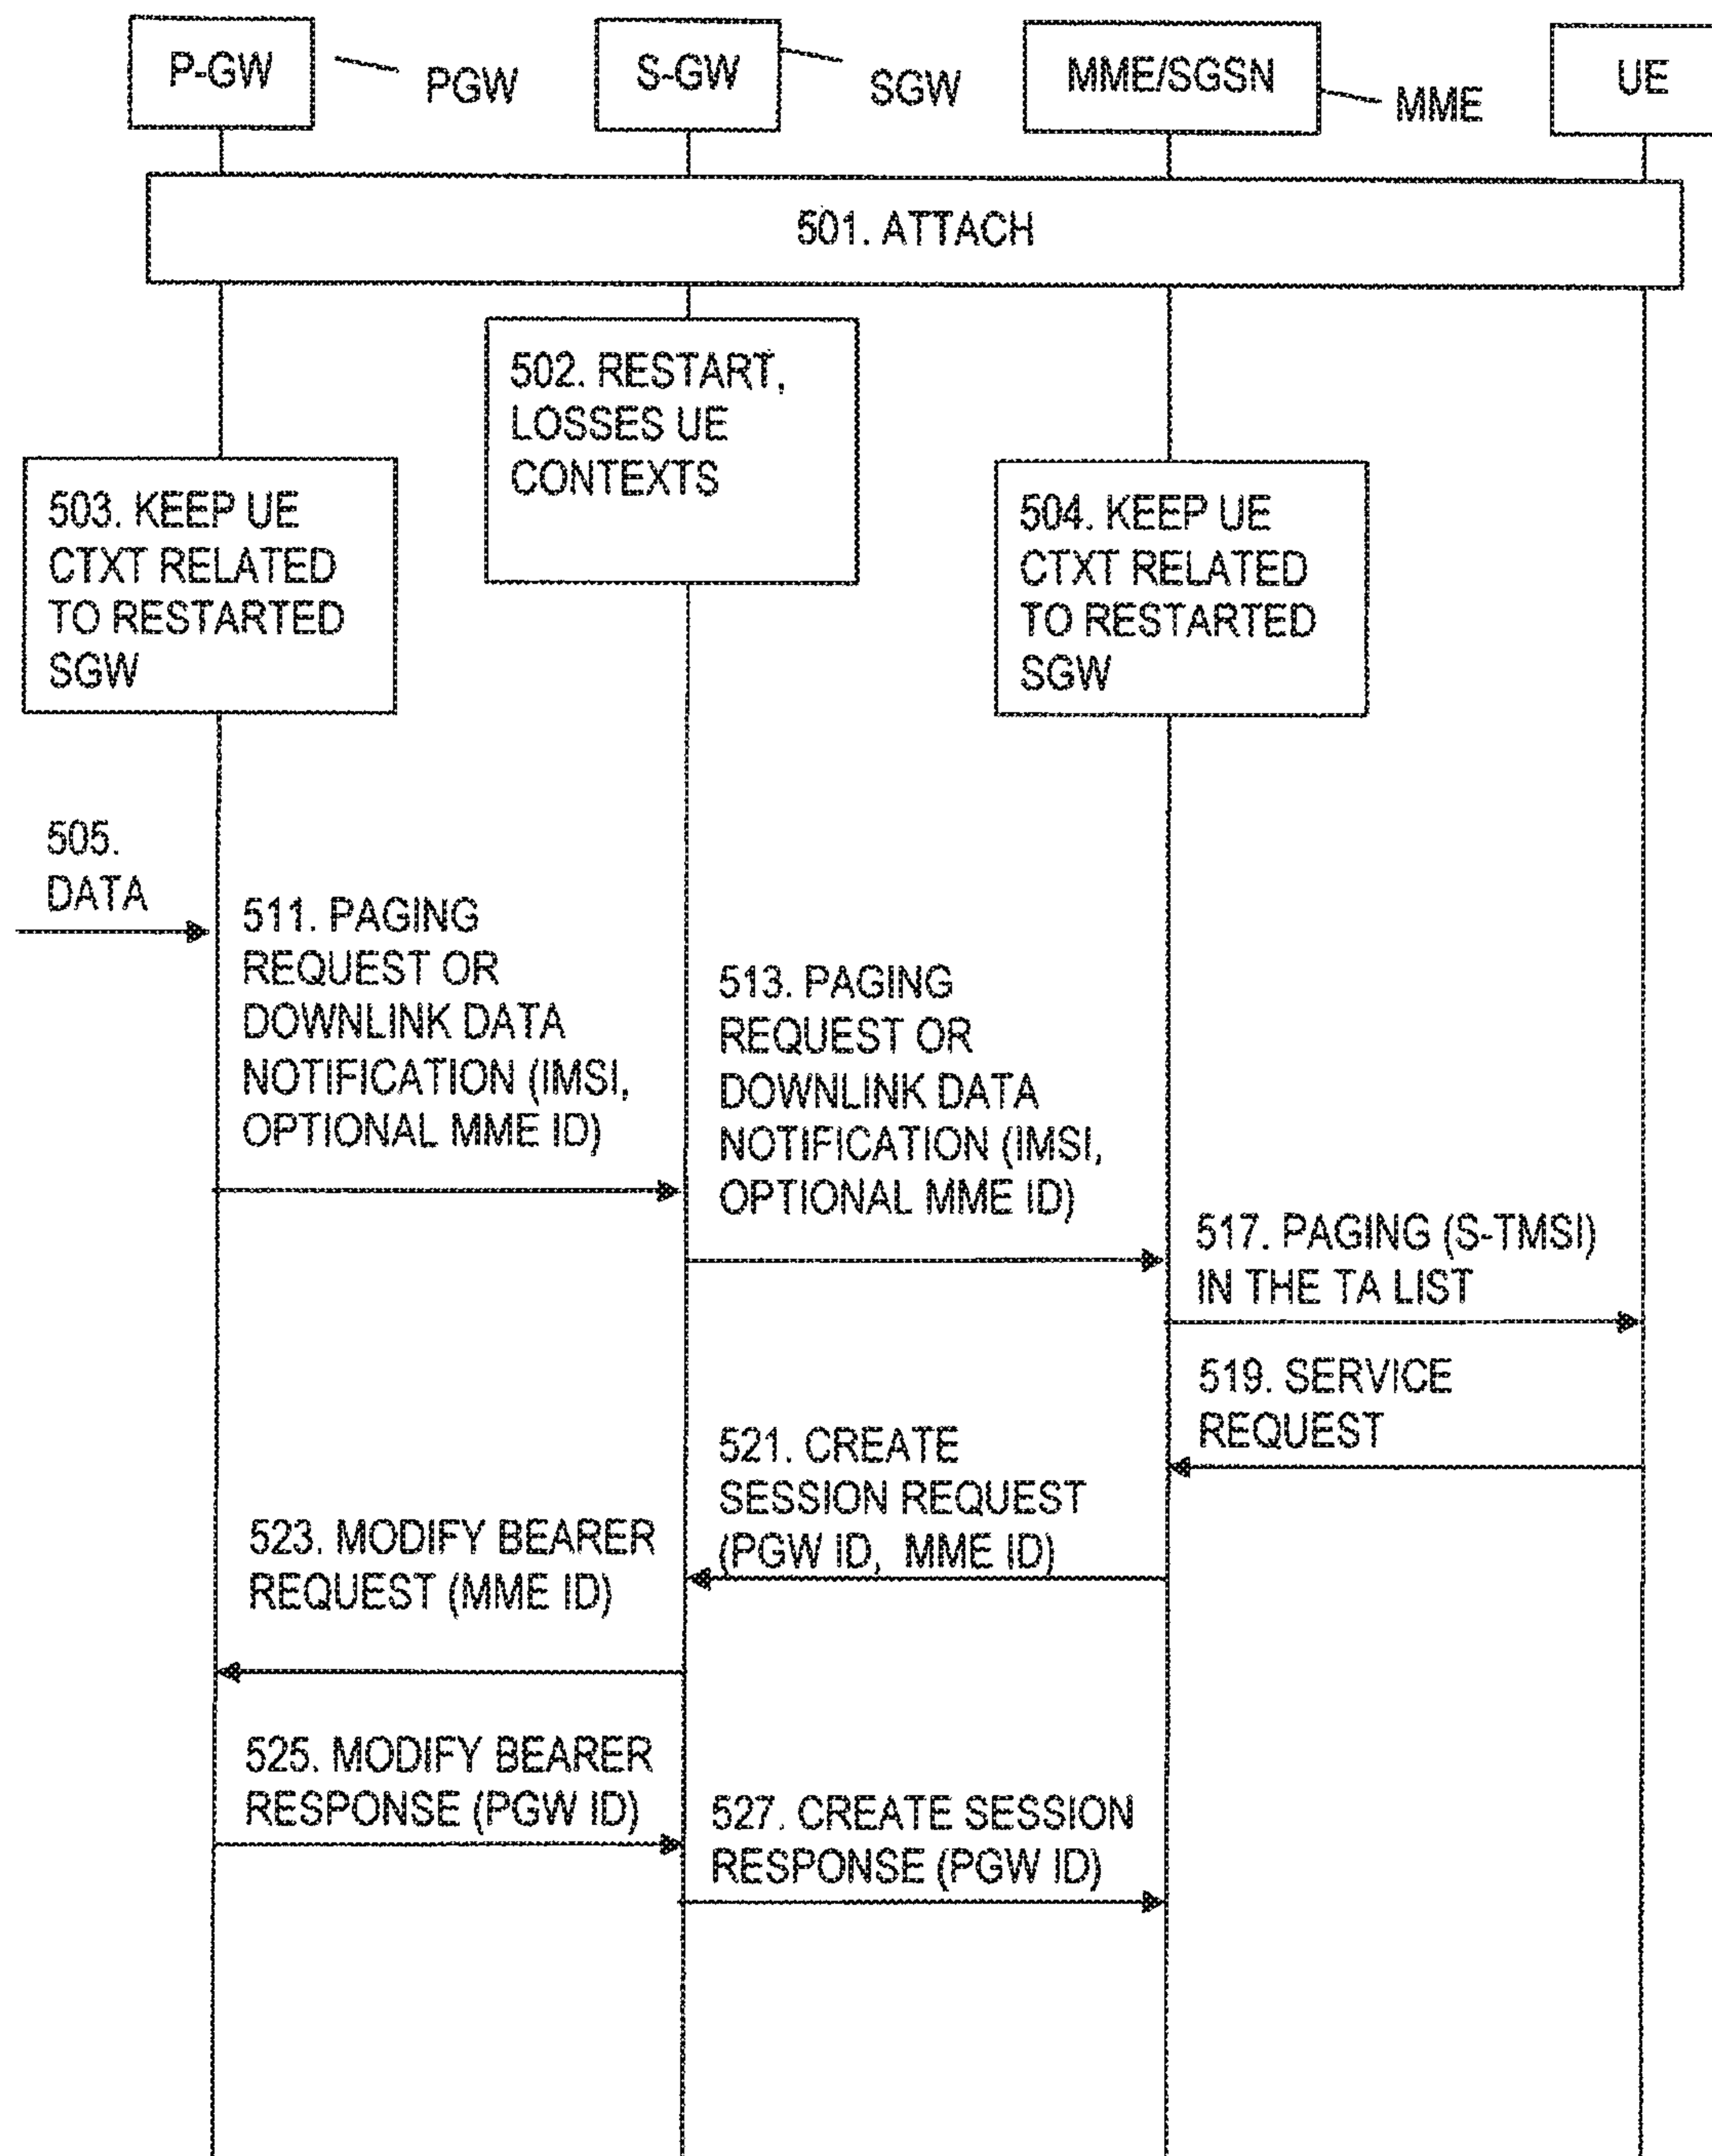 P-GW
PGW
S-GW
SGW
MME/SGSN
MME
UE
501. ATTACH
502. RESTART,
LOSSES UE
CONTEXTS
503. KEEP UE
CTXT RELATED
TO RESTARTED
SGW
504. KEEP UE
CTXT RELATED
TO RESTARTED
SGW
505.
DATA
511. PAGING
REQUEST OR
DOWNLINK DATA
NOTIFICATION (IMSI,
OPTIONAL MME ID)
513. PAGING
REQUEST OR
DOWNLINK DATA
NOTIFICATION (IMSI,
OPTIONAL MME ID)
517. PAGING (S-TMSI)
IN THE TA LIST
519. SERVICE
REQUEST
521. CREATE
SESSION REQUEST
(PGW ID, MME ID)
523. MODIFY BEARER
REQUEST (MME ID)
525. MODIFY BEARER
RESPONSE (PGW ID)
527. CREATE SESSION
RESPONSE (PGW ID)